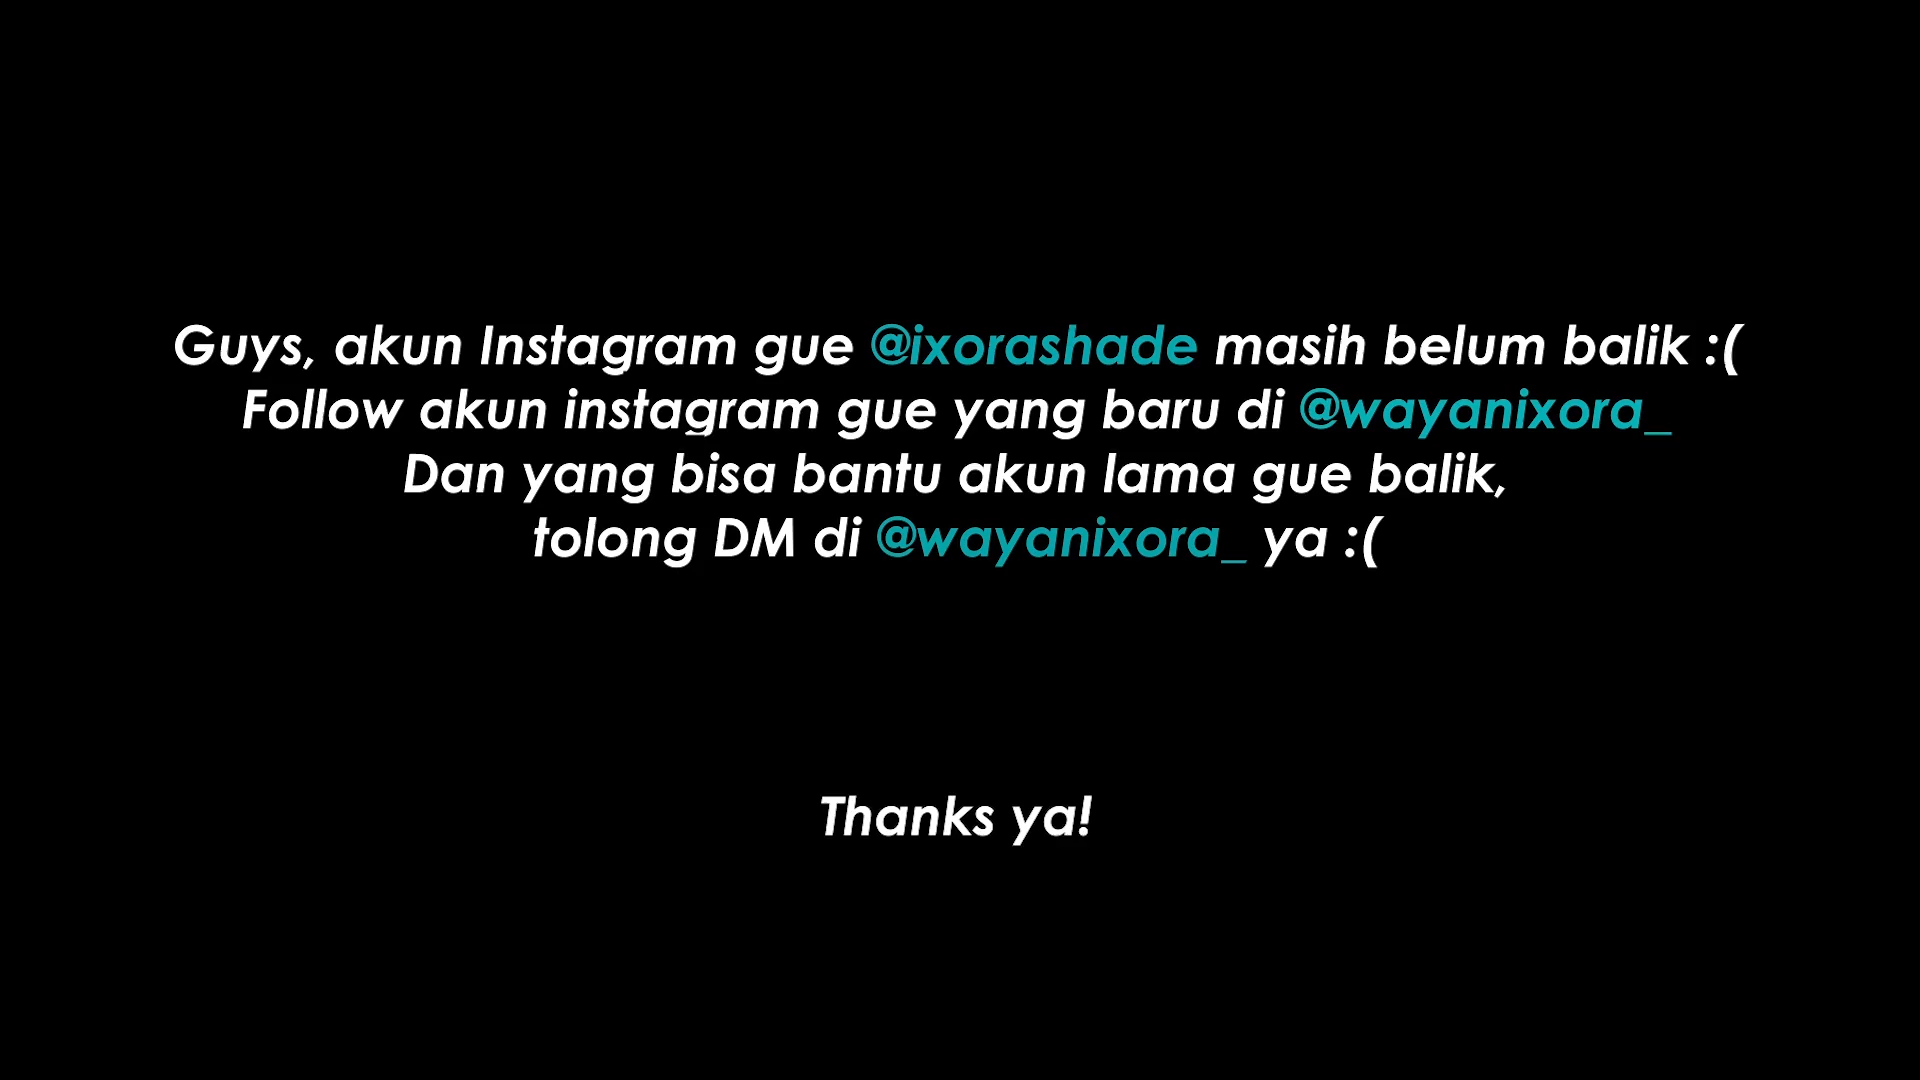 Guys, akun Instagram gue @ixorashade masih belum balik :(
Follow akun instagram gue yang baru di @wayanixora_
Dan yang bisa bantu akun lama gue balik,
tolong DM di @wayanixora_ ya :(
Thanks ya!